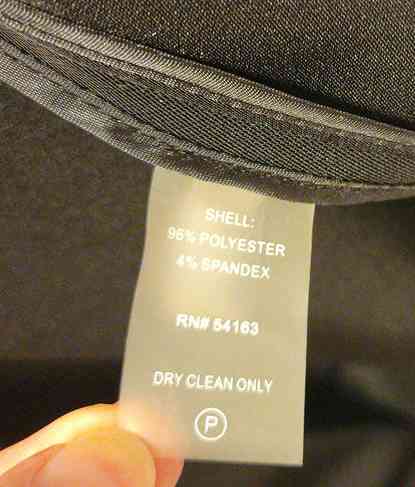 SHELL:
96% POLYESTER
4% SPANDEX
RN# 54163
DRY CLEAN ONLY
P